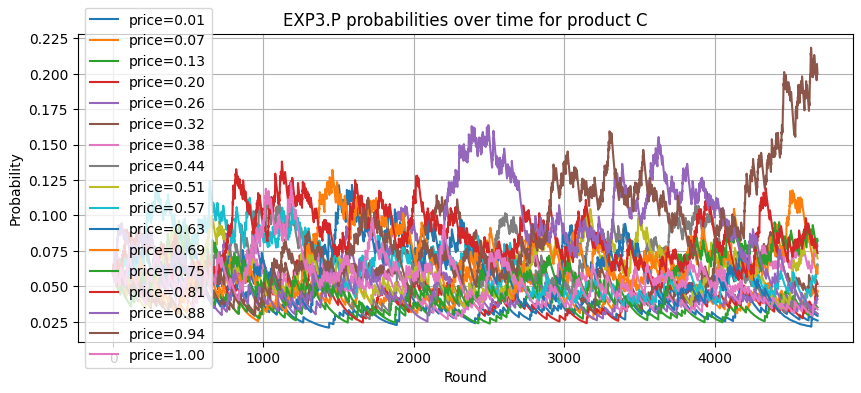 EXP3.P probabilities over time for product C
Probability
0.225
0.200
0.175
0.150
0.125
0.100
0.075
0.050
0.025
price=0.01
price=0.07
price=0.13
price=0.20
price=0.26
price=0.32
price=0.38
price=0.44
price=0.51
price=0.57
price=0.63
price=0.69
price=0.75
price=0.81
price=0.88
price=0.94
price=1.00
0 1000 2000 3000 4000
Round